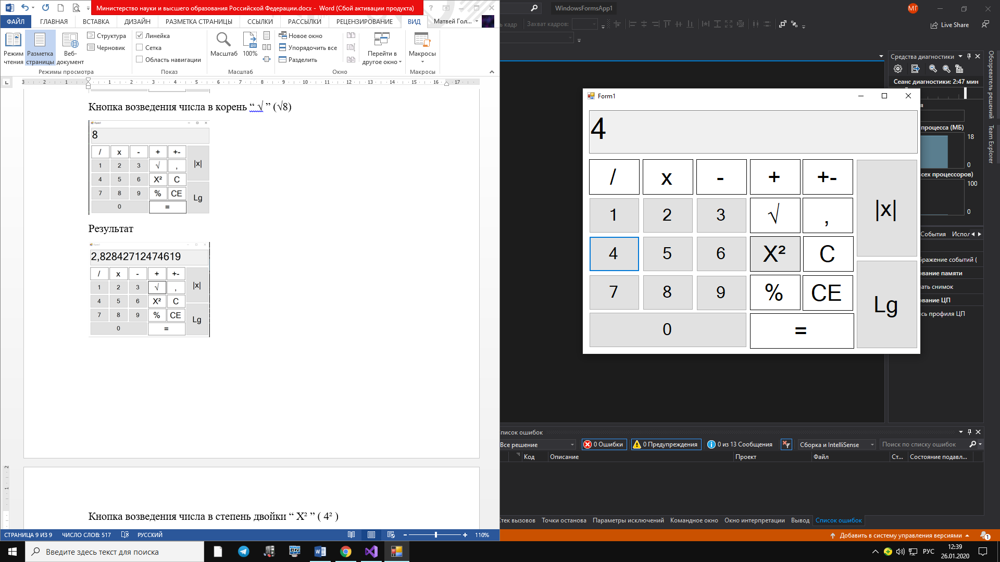 Министерство науки и высшего образования Российской Федерации.docx - Word (Сбой активации продукта)
ФАЙЛ ГЛАВНАЯ ВСТАВКА ДИЗАЙН РАЗМЕТКА СТРАНИЦЫ ССЫЛКИ РАССЫЛКИ РЕЦЕНЗИРОВАНИЕ ВИД Матвей Гол...
Режим чтения
Разметка страницы
Веб-документ
Структура
Черновик
Режимы просмотра
Линейка
Сетка
Область навигации
Показ
Масштаб
100%
Масштаб
Новое окно
Упорядочить все
Разделить
Перейти в другое окно
Окно
Макросы
Макросы
3 2 1 1 2 3 4 5 6 7 8 9 10 11 12 13 14 15 16 17
Кнопка возведения числа в корень “ √ ” (√8)
Form1
8
/ x - + +-
1 2 3 √ , |x|
4 5 6 X² C
7 8 9 % CE Lg
0 =
Результат
Form1
2,82842712474619
/ x - + +-
1 2 3 √ , |x|
4 5 6 X² C
7 8 9 % CE Lg
0 =
2
1
Кнопка возведения числа в степень двойки “ X² ” ( 4² )
СТРАНИЦА 9 ИЗ 9 ЧИСЛО СЛОВ: 517 РУССКИЙ 110%
WindowsFormsApp1
МГ
ь кадр Захват кадров:
Live Share
Средства диагностики
Сеанс диагностики: 2:47 мин
я
процесса (МБ)
18
0
сех процессоров)
100
0
События Испол
бражение событий (
ование памяти
ать снимок
ование ЦП
сь профиля ЦП
Обозреватель решений
Team Explorer
Form1
4
/ x - + +-
1 2 3 √ , |x|
4 5 6 X² C
7 8 9 % CE Lg
0 =
Список ошибок
Все решение
0 Ошибки
0 Предупреждения
0 из 13 Сообщения
Сборка и IntelliSense
Поиск по списку ошибок
Код Описание Проект Файл Ст... Состояние подавл...
Стек вызовов Точки останова Параметры исключений Командное окно Окно интерпретации Вывод Список ошибок
Добавить в систему управления версиями
1
Введите здесь текст для поиска
РУС
12:39
26.01.2020